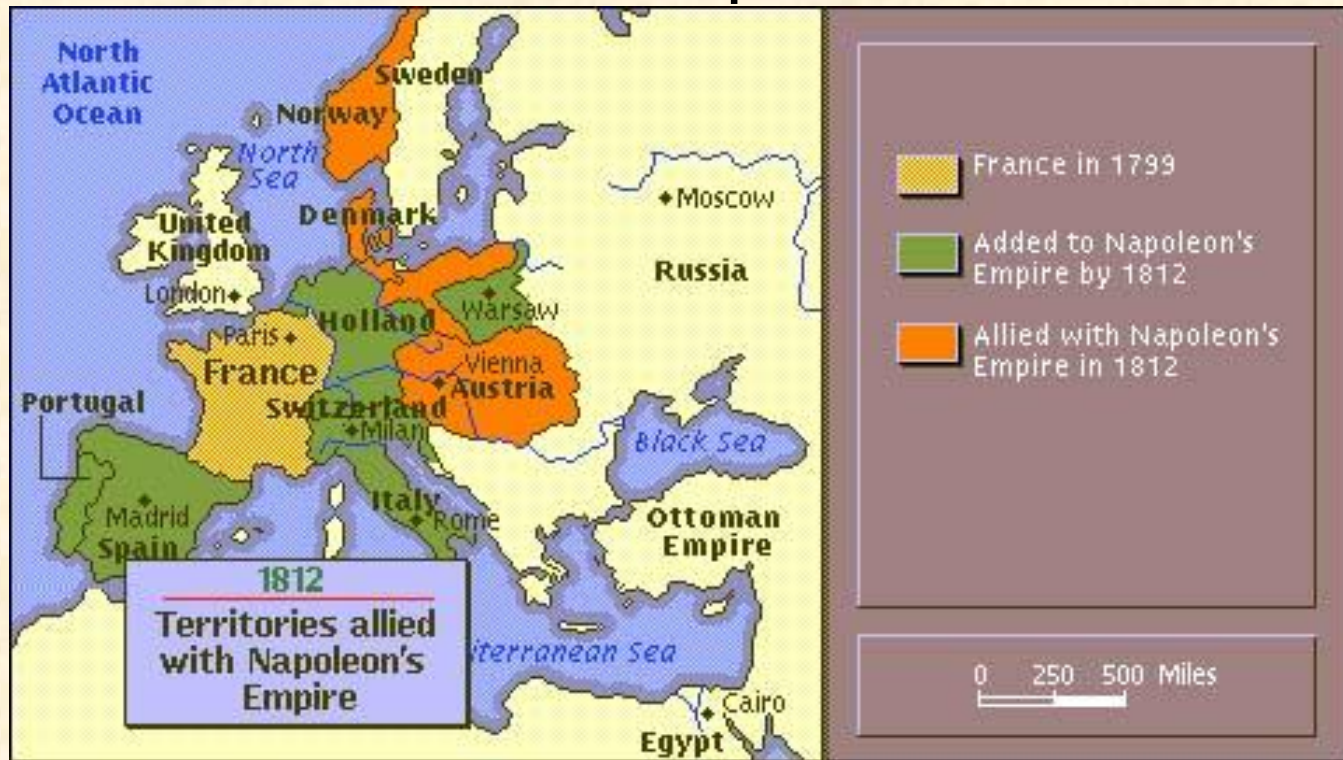 North
Atlantic
Ocean
Sweden
Norway
North
Sea
Moscow
Denmark
United
Kingdom
Russia
London
Holland
Warsaw
Paris
France
Vienna
Austria
Portugal
Switzerland
Milan
Black Sea
Italy
Rome
Madrid
Spain
Ottoman
Empire
1812
Territories allied
with Napoleon's
Empire
iterranean Sea
Cairo
Egypt
France in 1799
Added to Napoleon's
Empire by 1812
Allied with Napoleon's
Empire in 1812
0 250 500 Miles